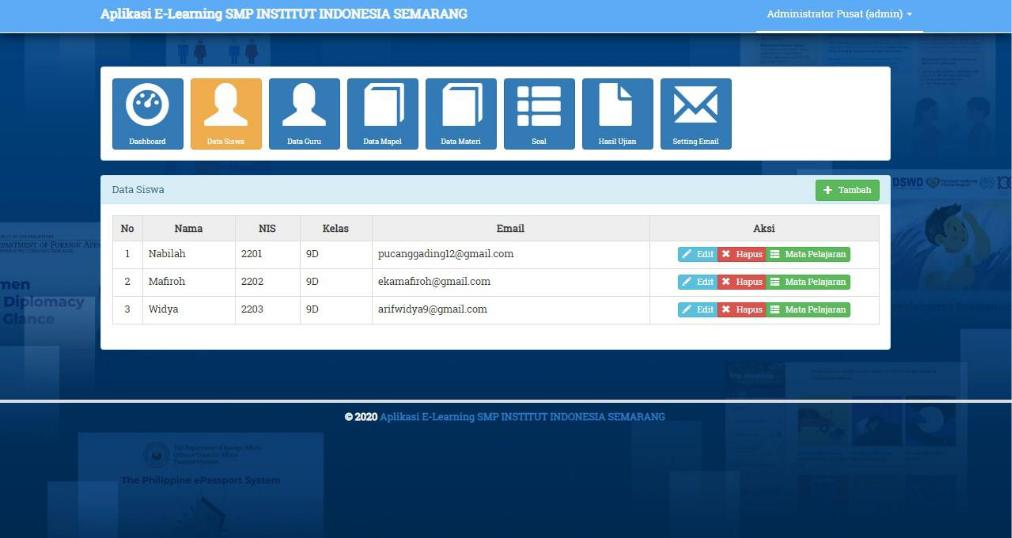 Aplikasi E-Learning SMP INSTITUT INDONESIA SEMARANG
Administrator Pusat (admin)
Dashboard
Data Siswa
Data Guru
Data Mapel
Data Materi
Soal
Hasil Ujian
Setting Email
Data Siswa
Tambah
No Nama NIS Kelas Email Aksi
1 Nabilah 2201 9D pucanggading12@gmail.com Edit Hapus Mata Pelajaran
2 Mafiroh 2202 9D ekamafiroh@gmail.com Edit Hapus Mata Pelajaran
3 Widya 2203 9D arifwidya9@gmail.com Edit Hapus Mata Pelajaran
DSWD
men
Diplomacy
Glance
© 2020 Aplikasi E-Learning SMP INSTITUT INDONESIA SEMARANG
The Philippine ePassport System